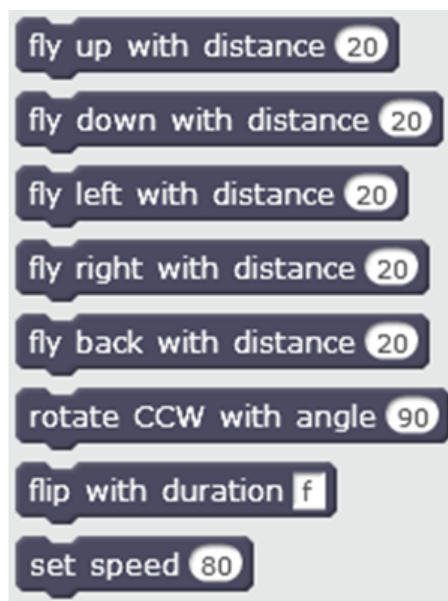 fly up with distance 20
fly down with distance 20
fly left with distance 20
fly right with distance 20
fly back with distance 20
rotate CCW with angle 90
flip with duration f
set speed 80